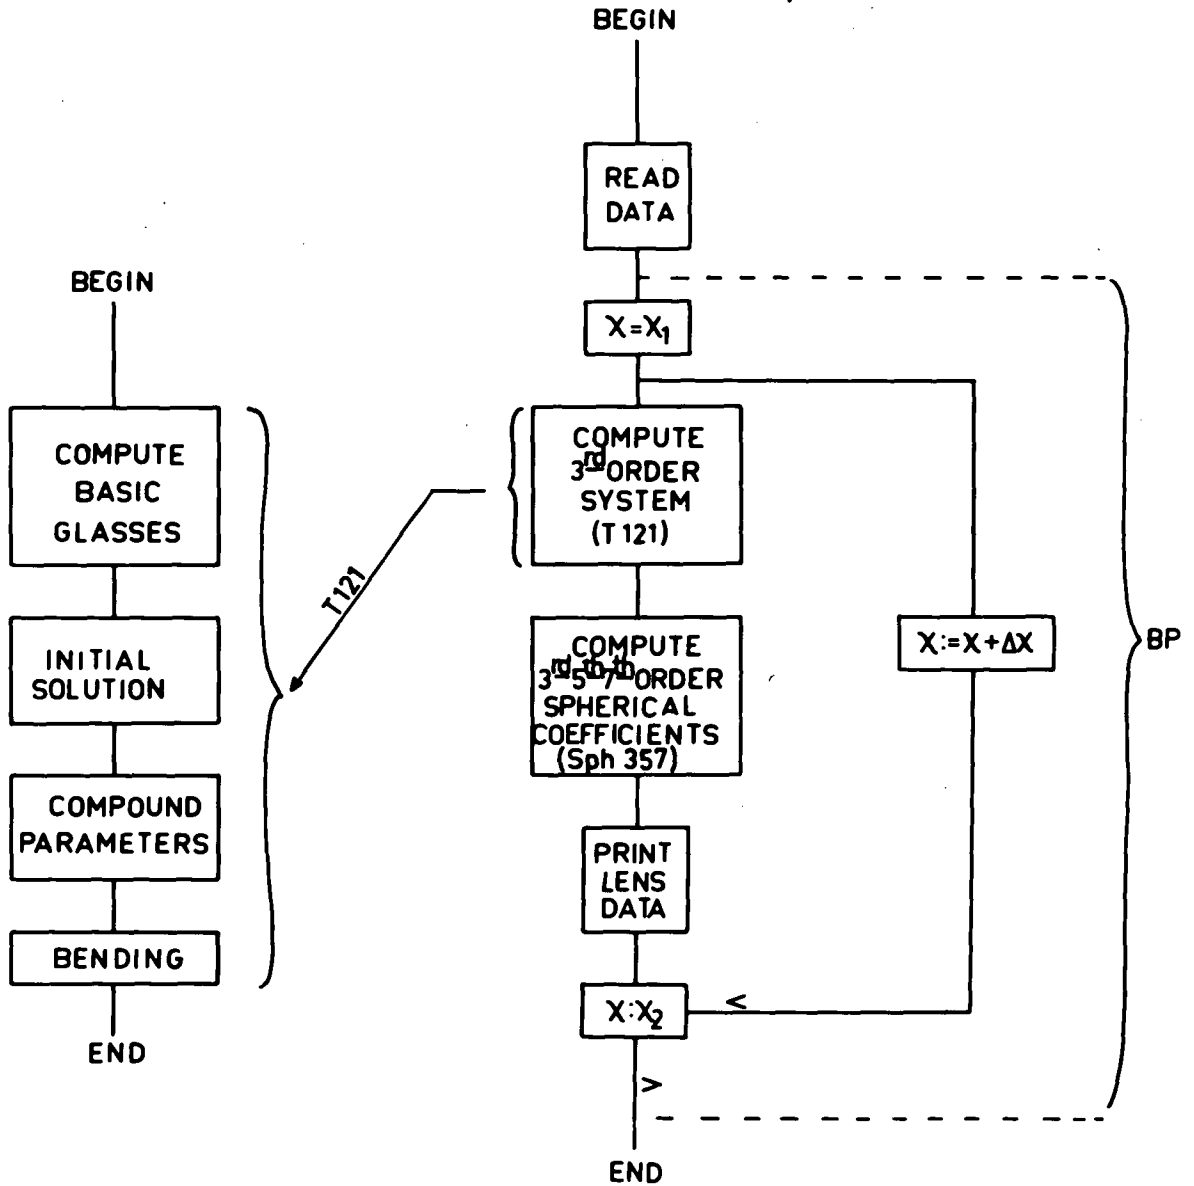 BEGIN
READ
DATA
X=X₁
COMPUTE
3rd ORDER
SYSTEM
(T 121)
COMPUTE
3rd 5th 7th ORDER
SPHERICAL
COEFFICIENTS
(Sph 357)
PRINT
LENS
DATA
X:X₂
<
>
END
X:=X+ΔX
BP
T121
BEGIN
COMPUTE
BASIC
GLASSES
INITIAL
SOLUTION
COMPOUND
PARAMETERS
BENDING
END